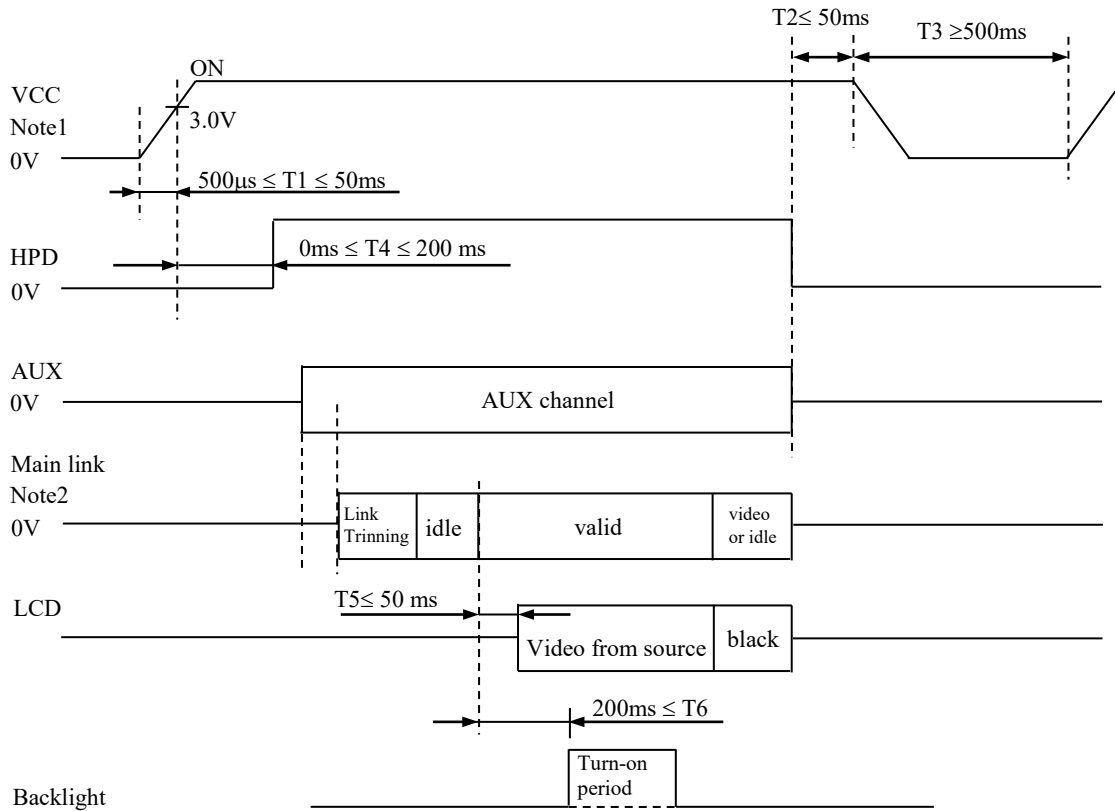 T2≤ 50ms
T3 ≥500ms
ON
VCC
Note1
3.0V
0V
500µs ≤ T1 ≤ 50ms
HPD
0ms ≤ T4 ≤ 200 ms
0V
AUX
0V
AUX channel
Main link
Note2
0V
Link
Trinning
idle
valid
video
or idle
T5≤ 50 ms
LCD
Video from source
black
200ms ≤ T6
Turn-on
period
Backlight